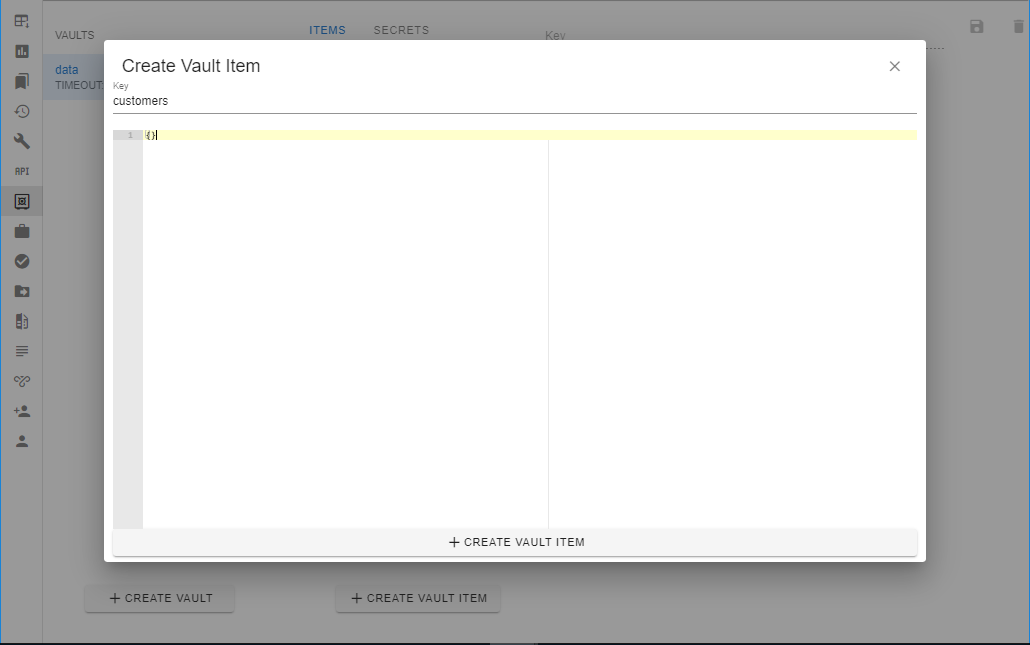 VAULTS
ITEMS
SECRETS
Key
data
TIMEOUT:
Create Vault Item
Key
customers
1
{}
CREATE VAULT ITEM
API
CREATE VAULT
CREATE VAULT ITEM